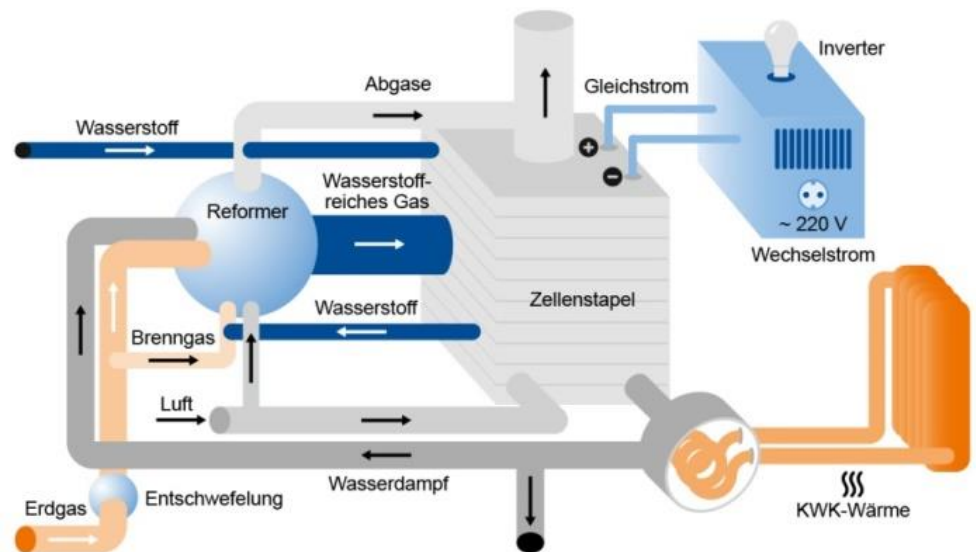 Inverter
Abgase
Gleichstrom
Wasserstoff
+
−
Wasserstoff-
reiches Gas
Reformer
~ 220 V
Wechselstrom
Zellenstapel
Wasserstoff
Brenngas
Luft
Wasserdampf
Entschwefelung
Erdgas
KWK-Wärme